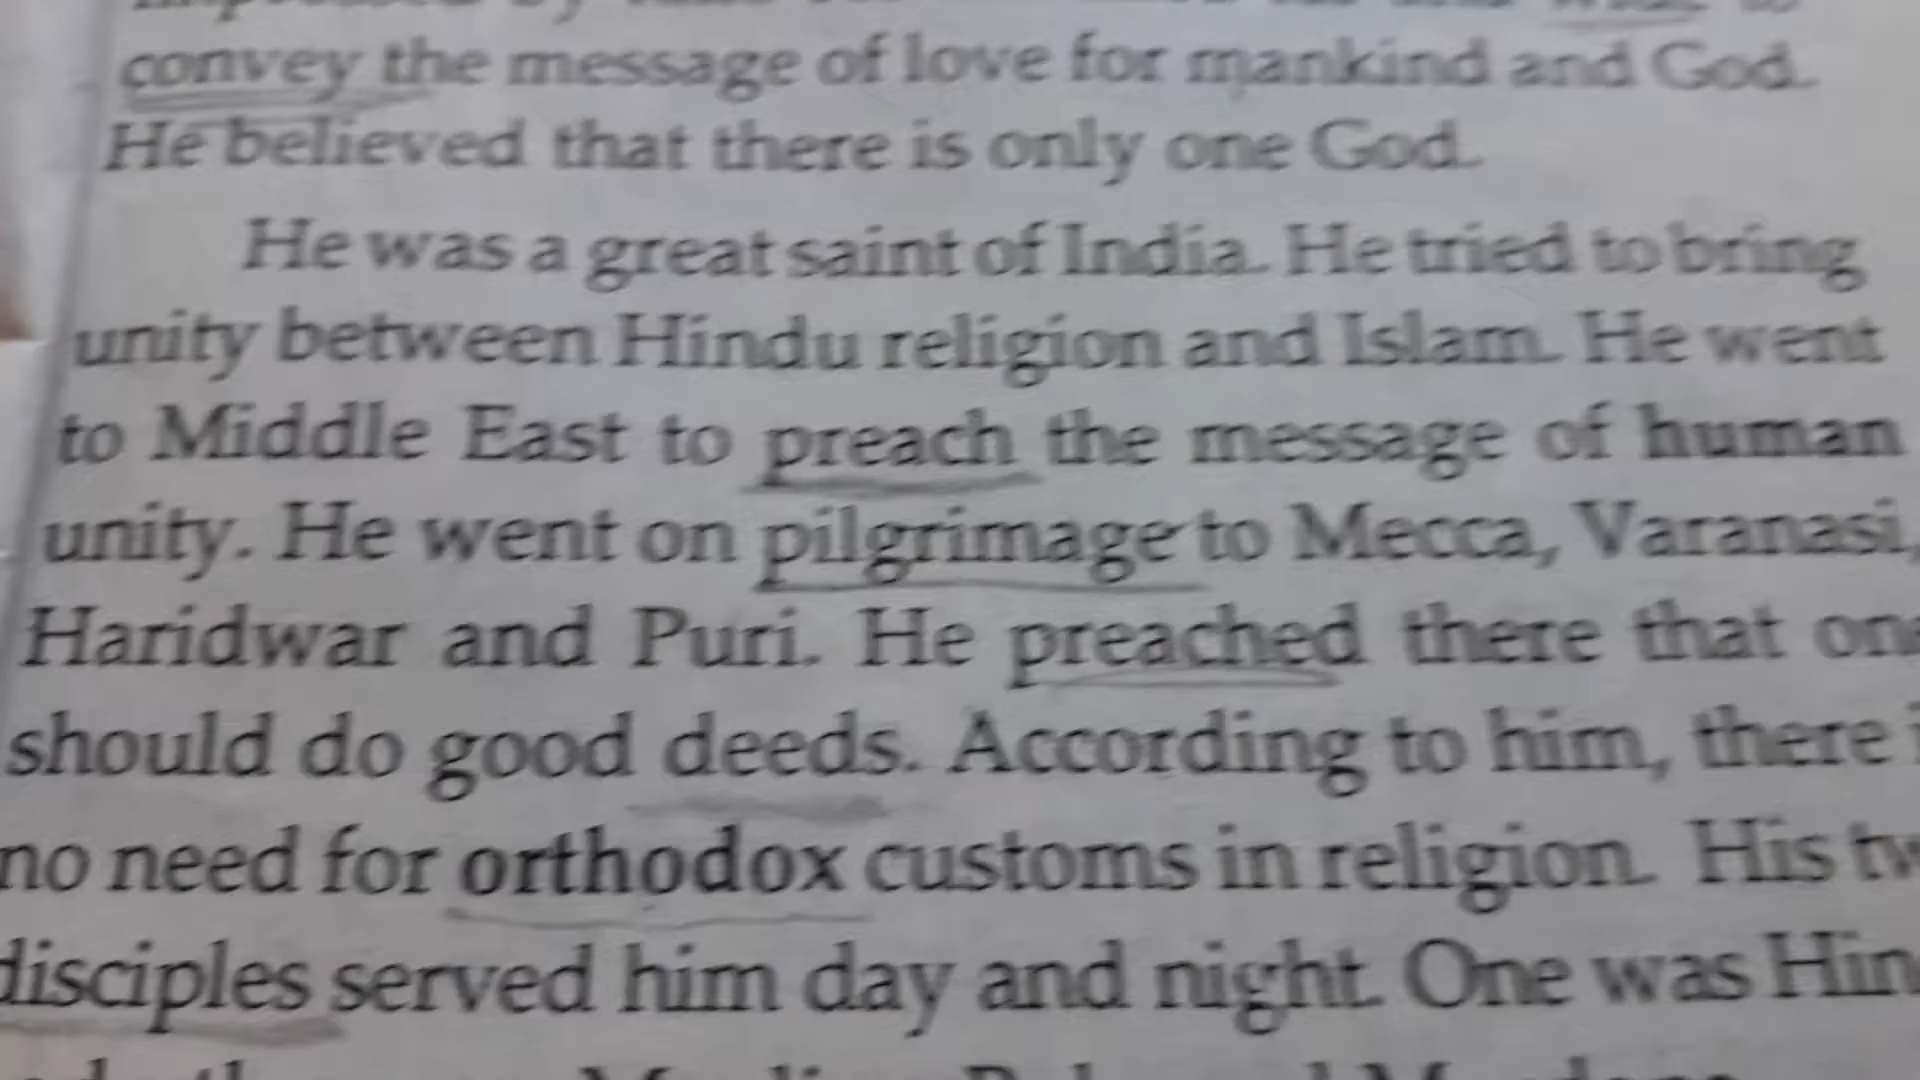 convey the message of love for mankind and God.
He believed that there is only one God.
He was a great saint of India. He tried to bring
unity between Hindu religion and Islam. He went
to Middle East to preach the message of human
unity. He went on pilgrimage to Mecca, Varanasi,
Haridwar and Puri. He preached there that
should do good deeds. According to him, there
no need for orthodox customs in religion. His
disciples served him day and night. One was